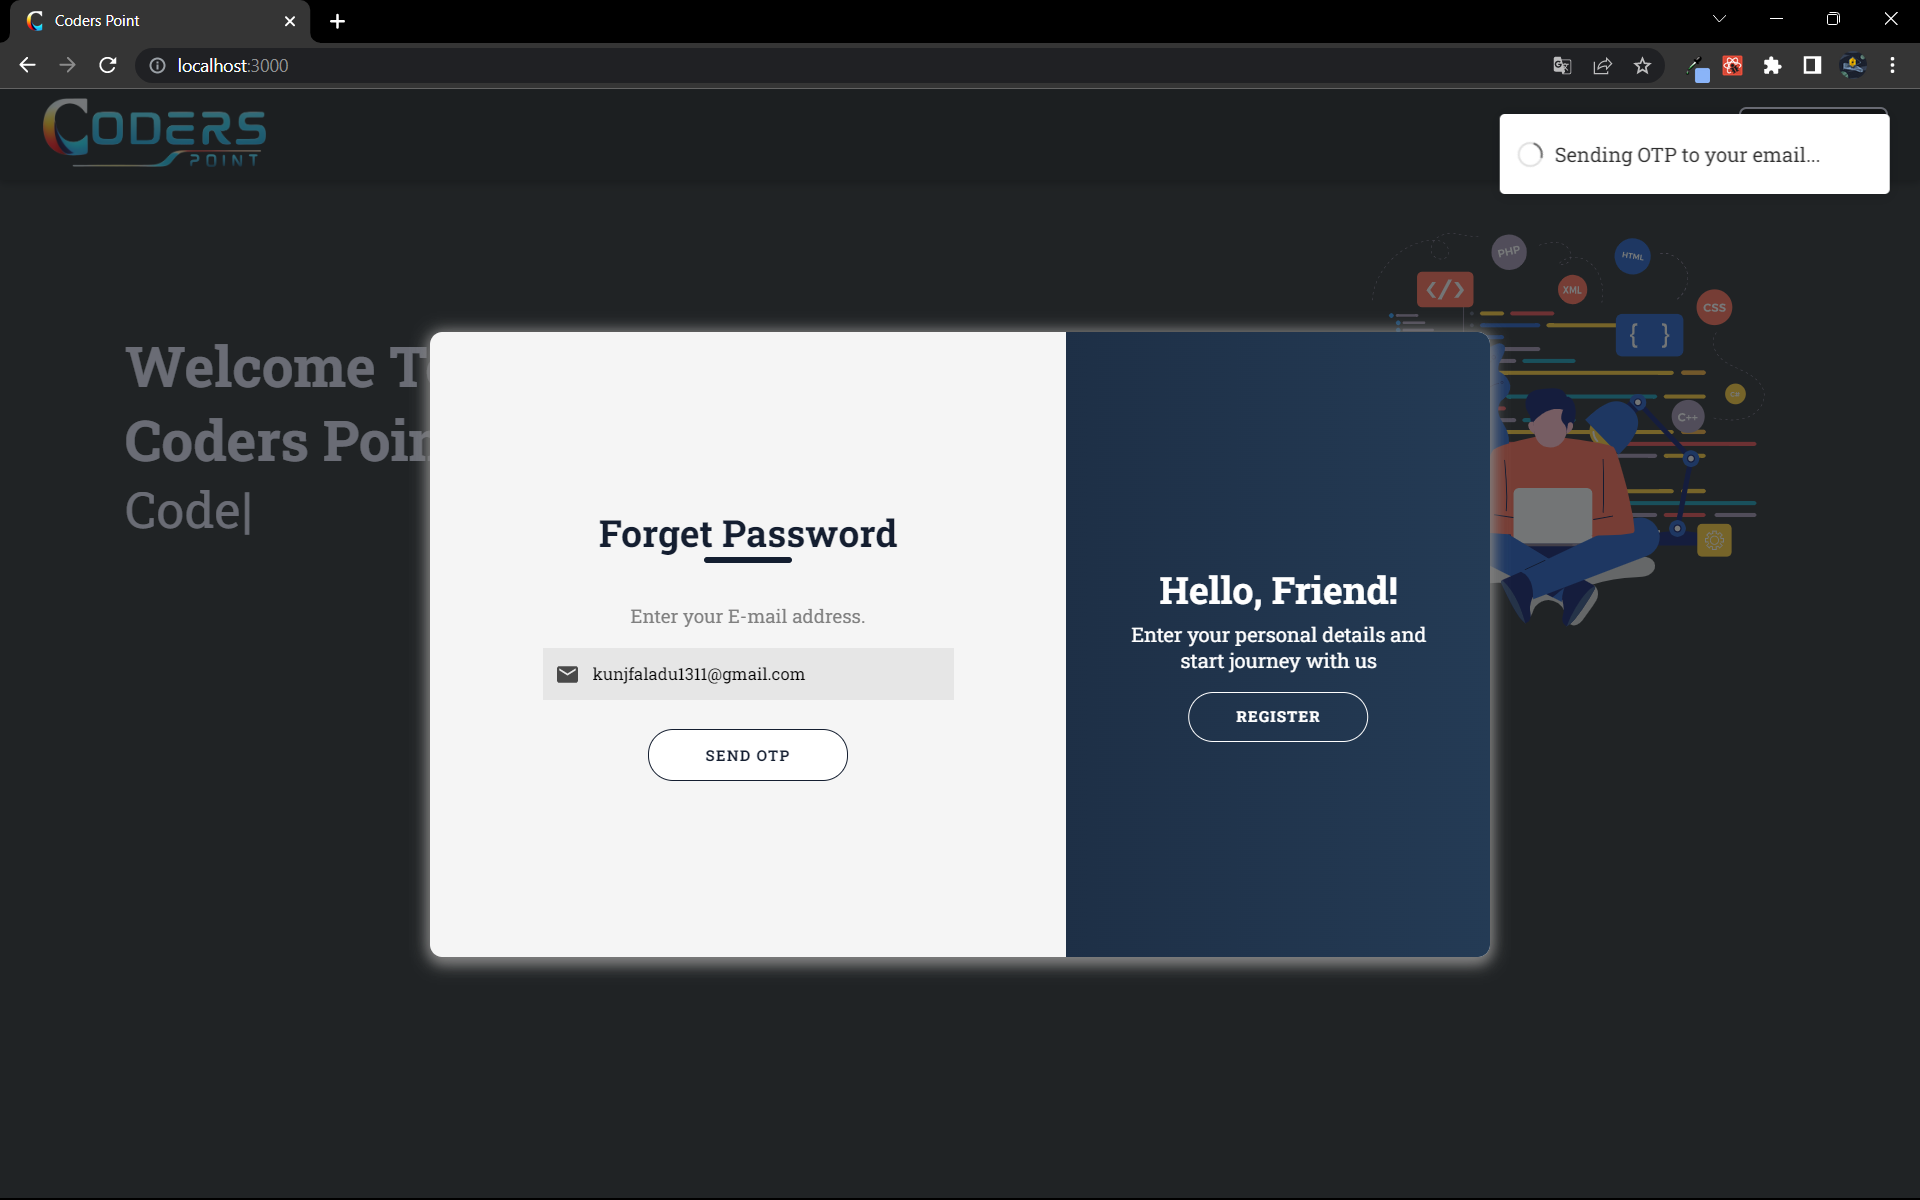 Coders Point
localhost:3000
CODERS
POINT
Sending OTP to your email...
PHP
HTML
</>
XML
CSS
{ }
C++
Welcome T
Coders Poin
Code|
Forget Password
Enter your E-mail address.
kunjfaladu1311@gmail.com
SEND OTP
Hello, Friend!
Enter your personal details and
start journey with us
REGISTER